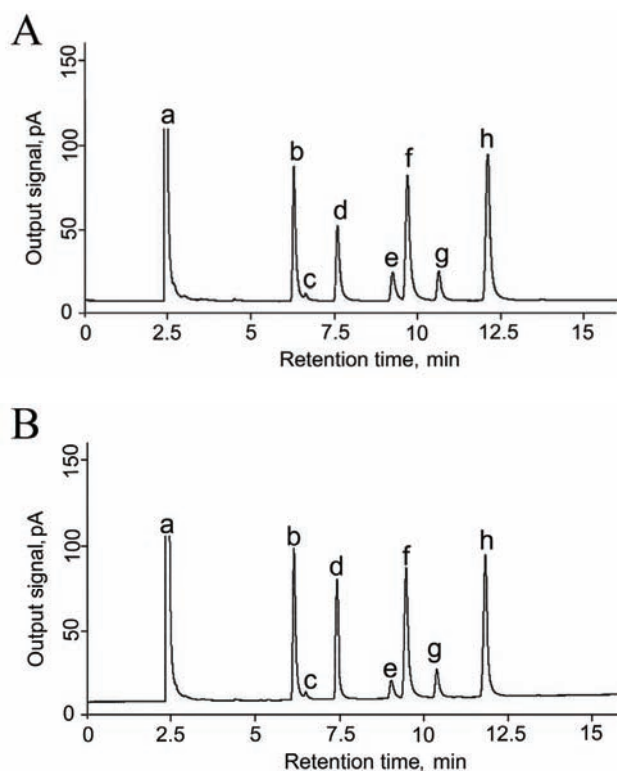 A
150
100
50
0
Output signal, pA
a
b
c
d
e
f
g
h
0
2.5
5
7.5
10
12.5
15
Retention time, min
B
150
100
50
0
Output signal, pA
a
b
c
d
e
f
g
h
0
2.5
5
7.5
10
12.5
15
Retention time, min